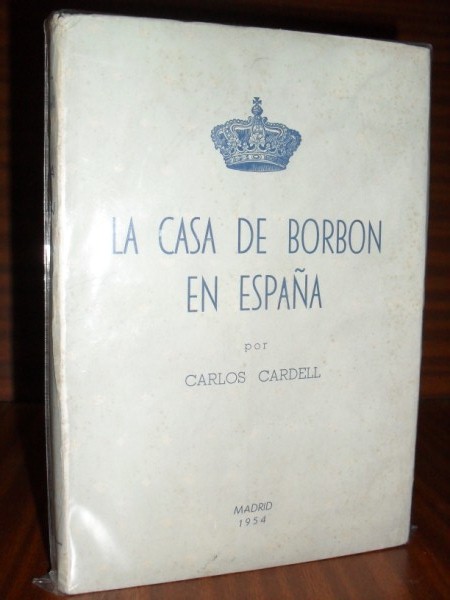 LA CASA DE BORBON
EN ESPAÑA
por
CARLOS CARDELL
MADRID
1954